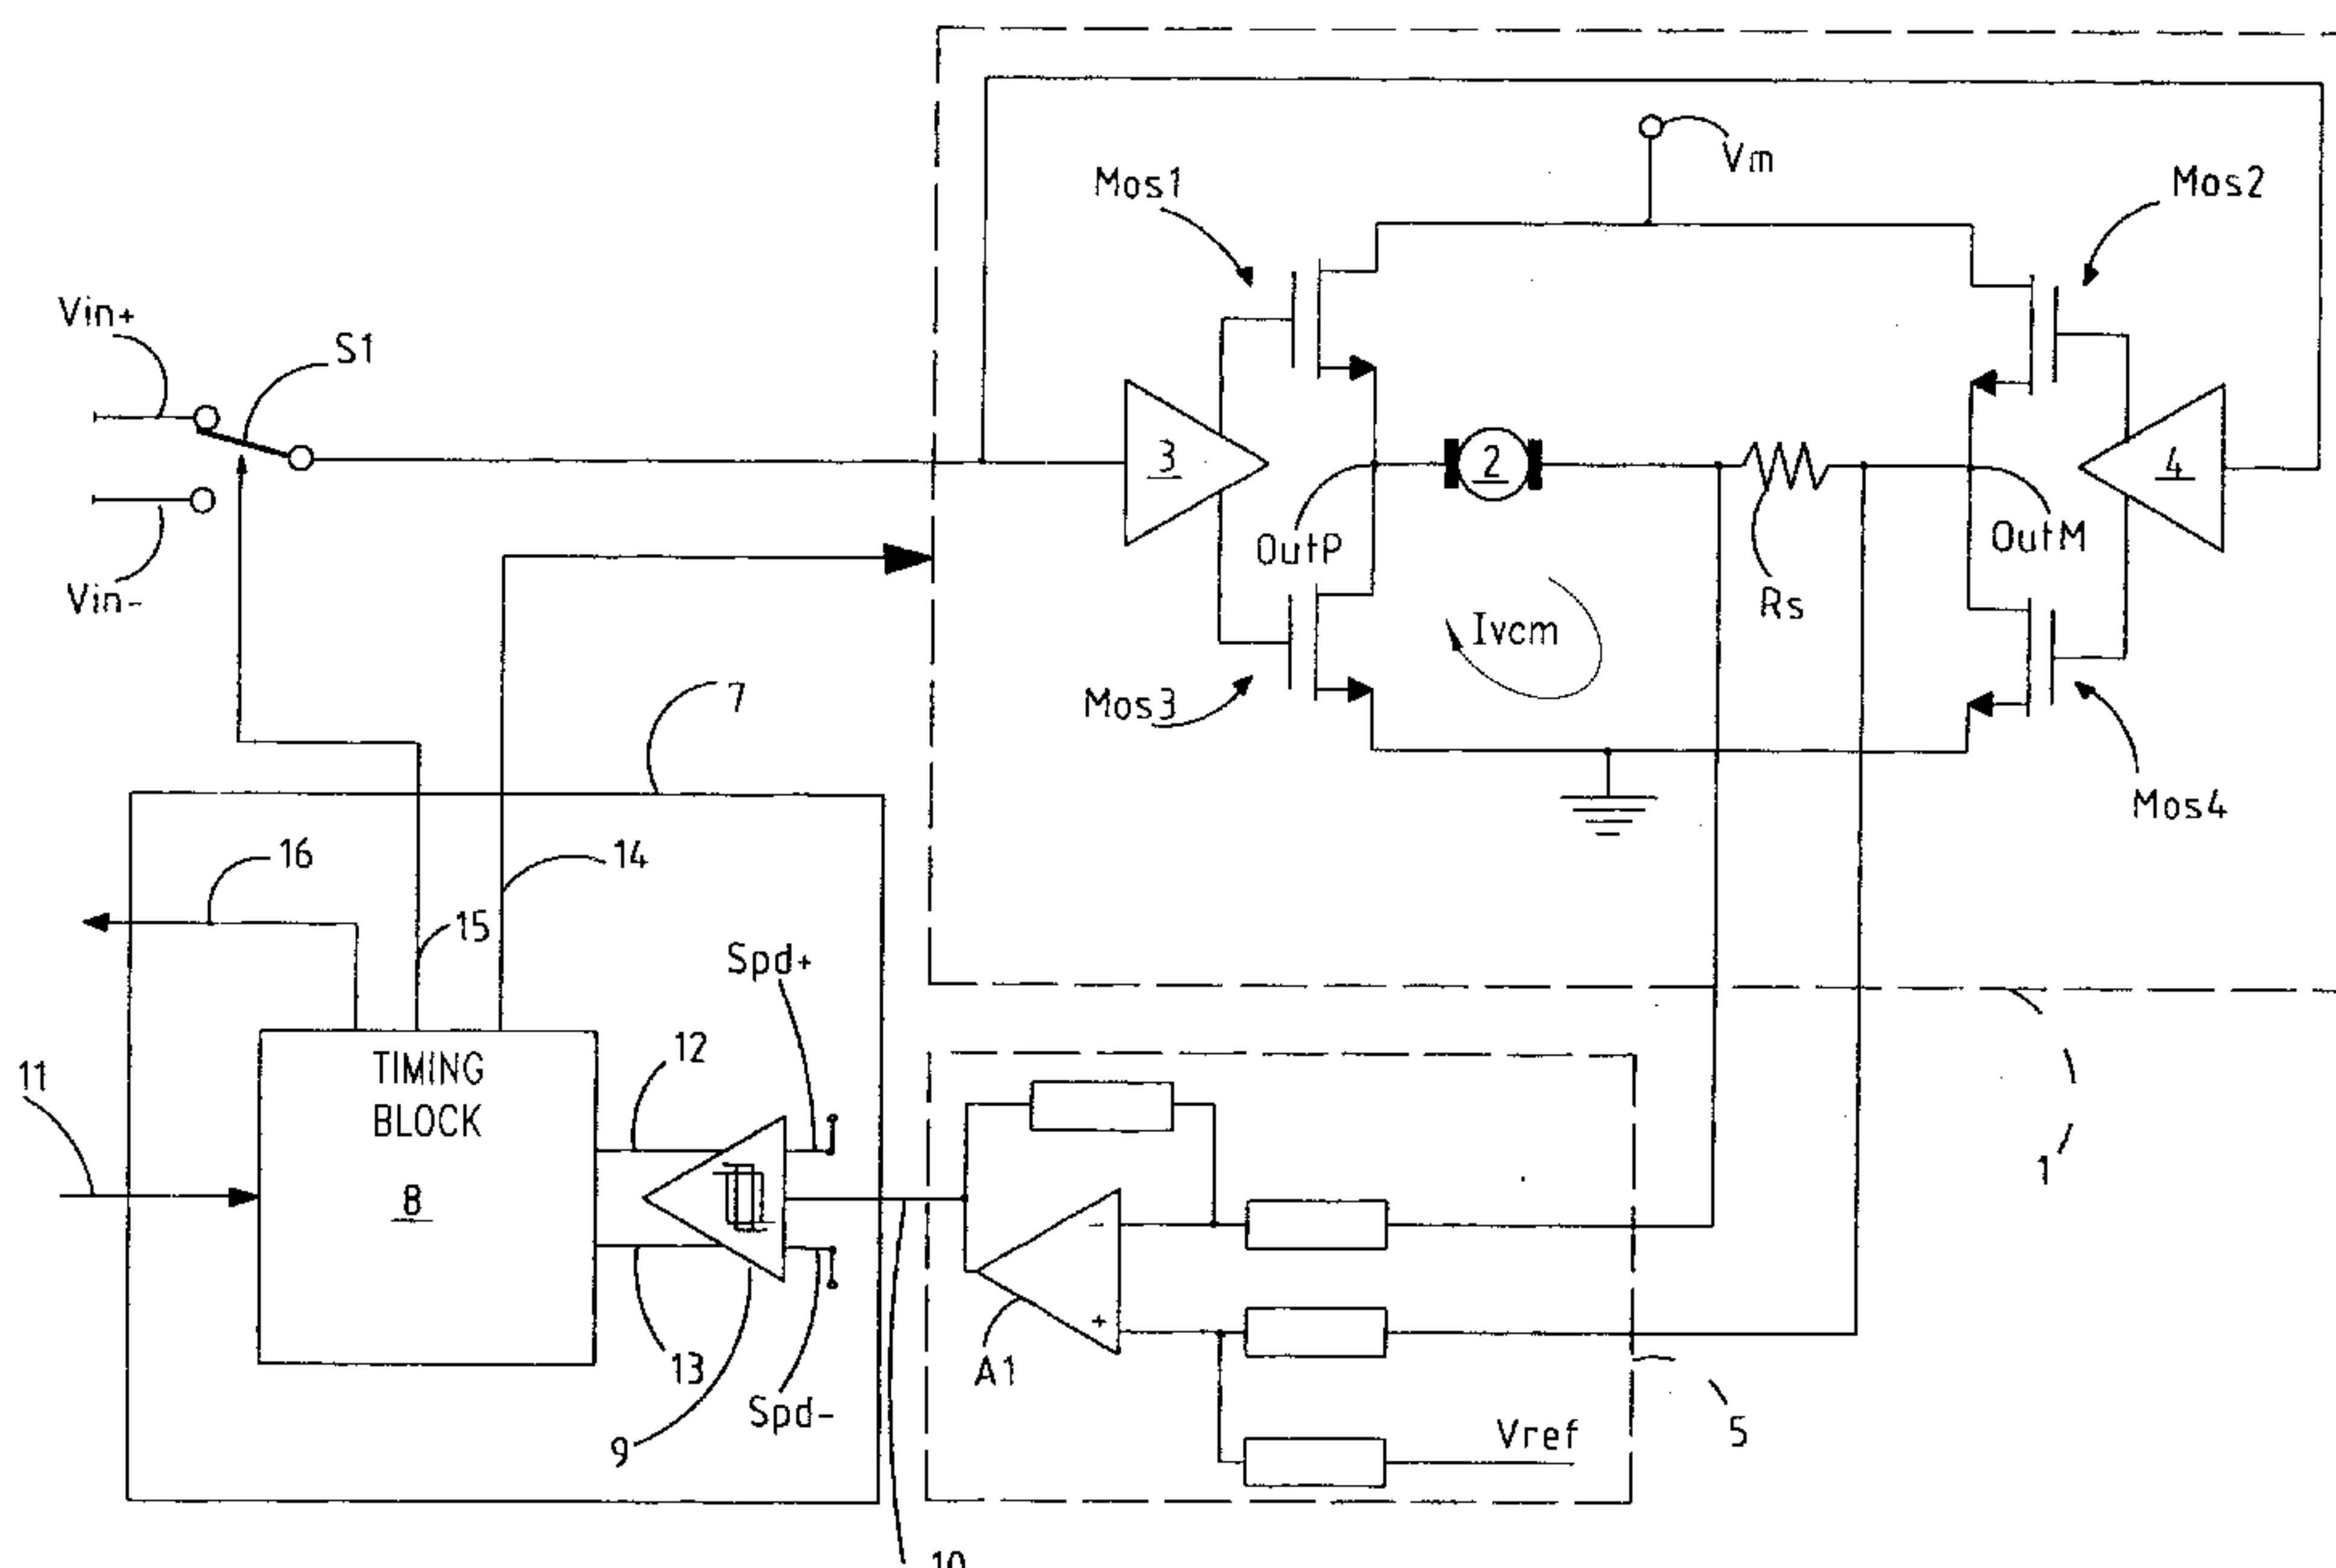 Vm
Mos1
Mos2
Vin+
S1
3
2
4
OutP
OutM
Vin-
Rs
Ivcm
7
Mos3
Mos4
16
14
15
Spd+
12
TIMING
BLOCK
11
1
8
13
A1
Spd-
Vref
5
9
-
+
10